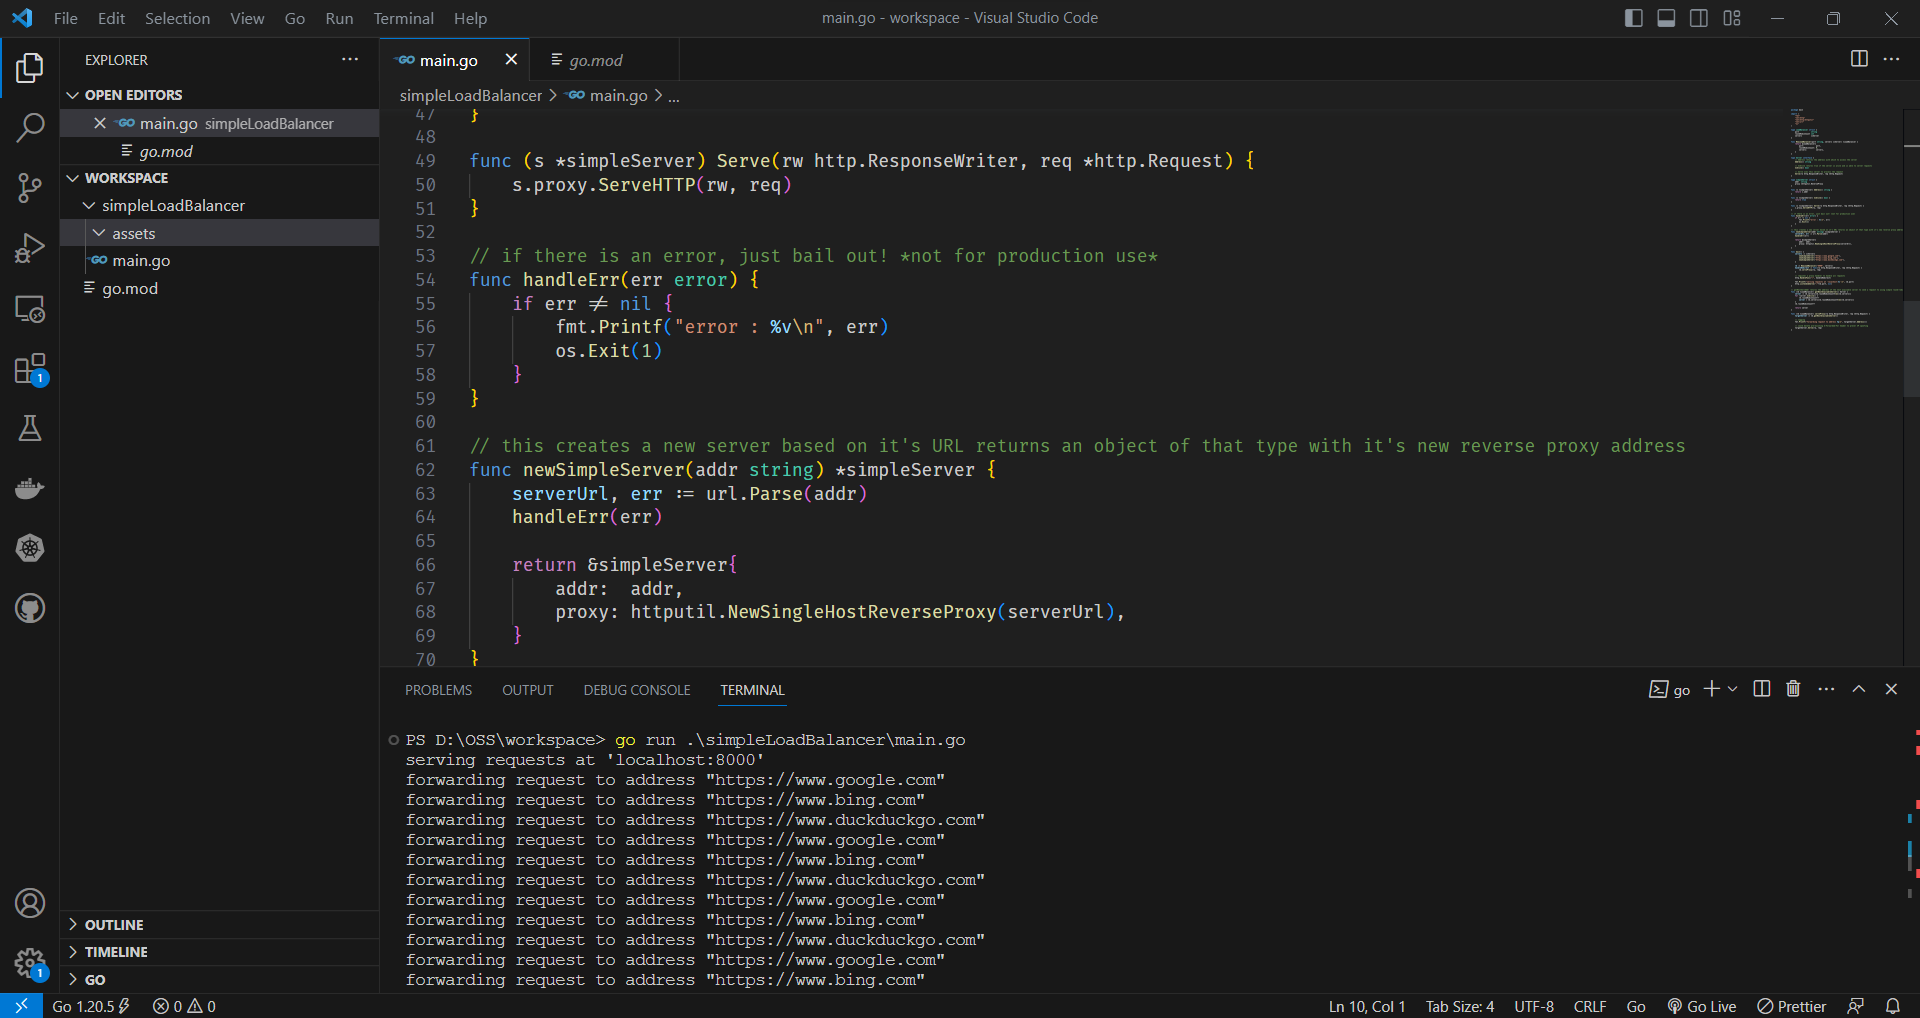 File Edit Selection View Go Run Terminal Help
main.go - workspace - Visual Studio Code
EXPLORER
OPEN EDITORS
main.go simpleLoadBalancer
go.mod
WORKSPACE
simpleLoadBalancer
assets
main.go
go.mod
OUTLINE
TIMELINE
GO
1
1
main.go
go.mod
simpleLoadBalancer > main.go > ...
47 }
48
49 func (s *simpleServer) Serve(rw http.ResponseWriter, req *http.Request) {
50 s.proxy.ServeHTTP(rw, req)
51 }
52
53 // if there is an error, just bail out! *not for production use*
54 func handleErr(err error) {
55 if err != nil {
56 fmt.Printf("error : %v\n", err)
57 os.Exit(1)
58 }
59 }
60
61 // this creates a new server based on it's URL returns an object of that type with it's new reverse proxy address
62 func newSimpleServer(addr string) *simpleServer {
63 serverUrl, err := url.Parse(addr)
64 handleErr(err)
65
66 return &simpleServer{
67 addr: addr,
68 proxy: httputil.NewSingleHostReverseProxy(serverUrl),
69 }
70 }
PROBLEMS OUTPUT DEBUG CONSOLE TERMINAL
go
PS D:\OSS\workspace> go run .\simpleLoadBalancer\main.go
serving requests at 'localhost:8000'
forwarding request to address "https://www.google.com"
forwarding request to address "https://www.bing.com"
forwarding request to address "https://www.duckduckgo.com"
forwarding request to address "https://www.google.com"
forwarding request to address "https://www.bing.com"
forwarding request to address "https://www.duckduckgo.com"
forwarding request to address "https://www.google.com"
forwarding request to address "https://www.bing.com"
forwarding request to address "https://www.duckduckgo.com"
forwarding request to address "https://www.google.com"
forwarding request to address "https://www.bing.com"
Go 1.20.5 0 0
Ln 10, Col 1 Tab Size: 4 UTF-8 CRLF Go Go Live Prettier